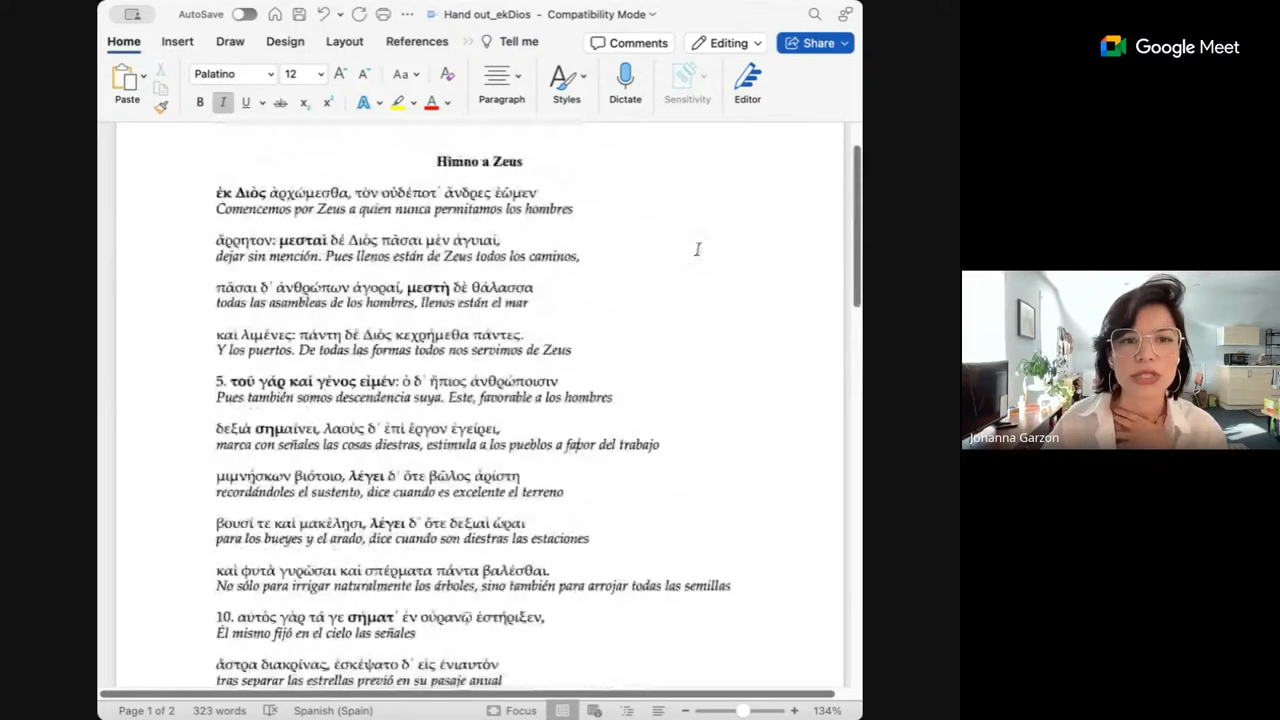 AutoSave
Hand out_ekDios - Compatibility Mode
Google Meet
Home Insert Draw Design Layout References Tell me Comments Editing Share
Palatino 12 Aa
Paste B I U ab x₂ x² A A Paragraph Styles Dictate Sensitivity Editor
Himno a Zeus
ἐκ Διὸς ἀρχώμεσθα, τὸν οὐδέποτ᾽ ἄνδρες ἐῶμεν
Comencemos por Zeus a quien nunca permitamos los hombres
ἄρρητον: μεσταὶ δὲ Διὸς πᾶσαι μὲν ἀγυιαί,
dejar sin mención. Pues llenos están de Zeus todos los caminos,
πᾶσαι δ᾽ ἀνθρώπων ἀγοραί, μεστὴ δὲ θάλασσα
todas las asambleas de los hombres, llenos están el mar
καὶ λιμένες: πάντη δὲ Διὸς κεχρήμεθα πάντες.
Y los puertos. De todas las formas todos nos servimos de Zeus
5. τοῦ γάρ καὶ γένος εἰμέν: ὁ δ᾽ ἤπιος ἀνθρώποισιν
Pues también somos descendencia suya. Este, favorable a los hombres
δεξιὰ σημαίνει, λαοὺς δ᾽ ἐπὶ ἔργον ἐγείρει,
marca con señales las cosas diestras, estimula a los pueblos a fabor del trabajo
μιμνήσκων βιότοιο, λέγει δ᾽ ὅτε βῶλος ἀρίστη
recordándoles el sustento, dice cuando es excelente el terreno
βουσί τε καὶ μακέλῃσι, λέγει δ᾽ ὅτε δεξιαὶ ὧραι
para los bueyes y el arado, dice cuando son diestras las estaciones
καὶ φυτὰ γυρῶσαι καὶ σπέρματα πάντα βαλέσθαι.
No sólo para irrigar naturalmente los árboles, sino también para arrojar todas las semillas
10. αὐτὸς γὰρ τά γε σήματ᾽ ἐν οὐρανῷ ἐστήριξεν,
Él mismo fijó en el cielo las señales
ἄστρα διακρίνας, ἐσκέψατο δ᾽ εἰς ἐνιαυτὸν
tras separar las estrellas previó en su pasaje anual
Johanna Garzon
Page 1 of 2 323 words Spanish (Spain) Focus 134%